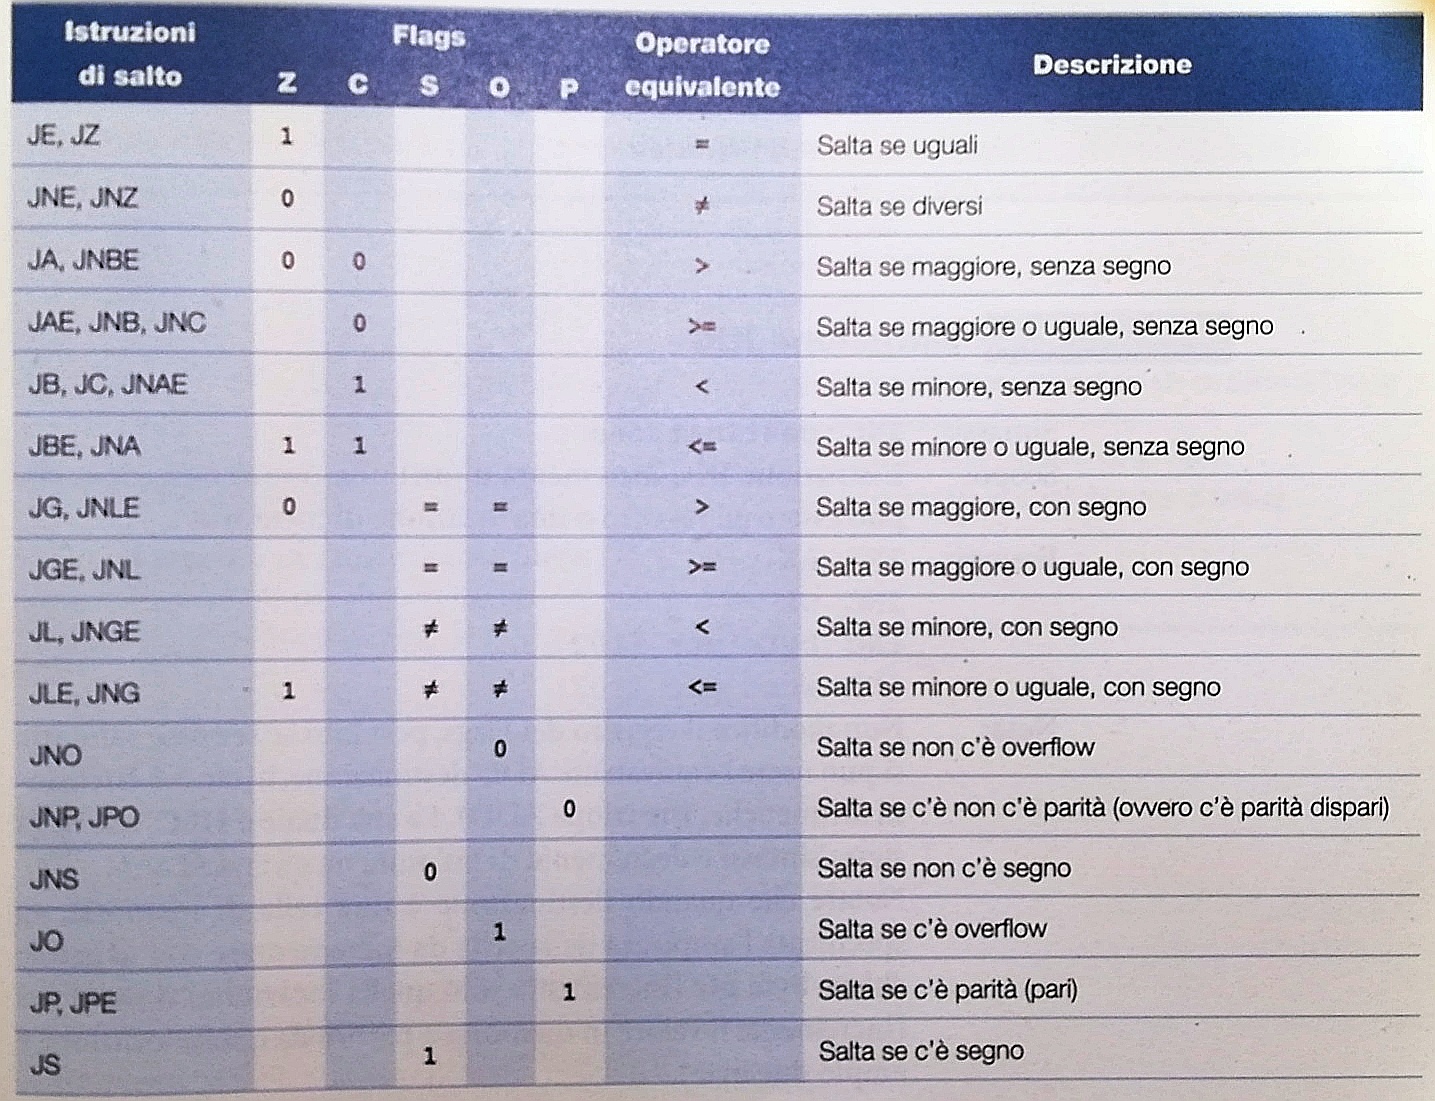 Istruzioni di salto Flags Z C S O P Operatore equivalente Descrizione
JE, JZ 1 = Salta se uguali
JNE, JNZ 0 ≠ Salta se diversi
JA, JNBE 0 0 > Salta se maggiore, senza segno
JAE, JNB, JNC 0 >= Salta se maggiore o uguale, senza segno
JB, JC, JNAE 1 < Salta se minore, senza segno
JBE, JNA 1 1 <= Salta se minore o uguale, senza segno
JG, JNLE 0 = = > Salta se maggiore, con segno
JGE, JNL = = >= Salta se maggiore o uguale, con segno
JL, JNGE ≠ ≠ < Salta se minore, con segno
JLE, JNG 1 ≠ ≠ <= Salta se minore o uguale, con segno
JNO 0 Salta se non c'è overflow
JNP, JPO 0 Salta se c'è non c'è parità (ovvero c'è parità dispari)
JNS 0 Salta se non c'è segno
JO 1 Salta se c'è overflow
JP, JPE 1 Salta se c'è parità (pari)
JS 1 Salta se c'è segno